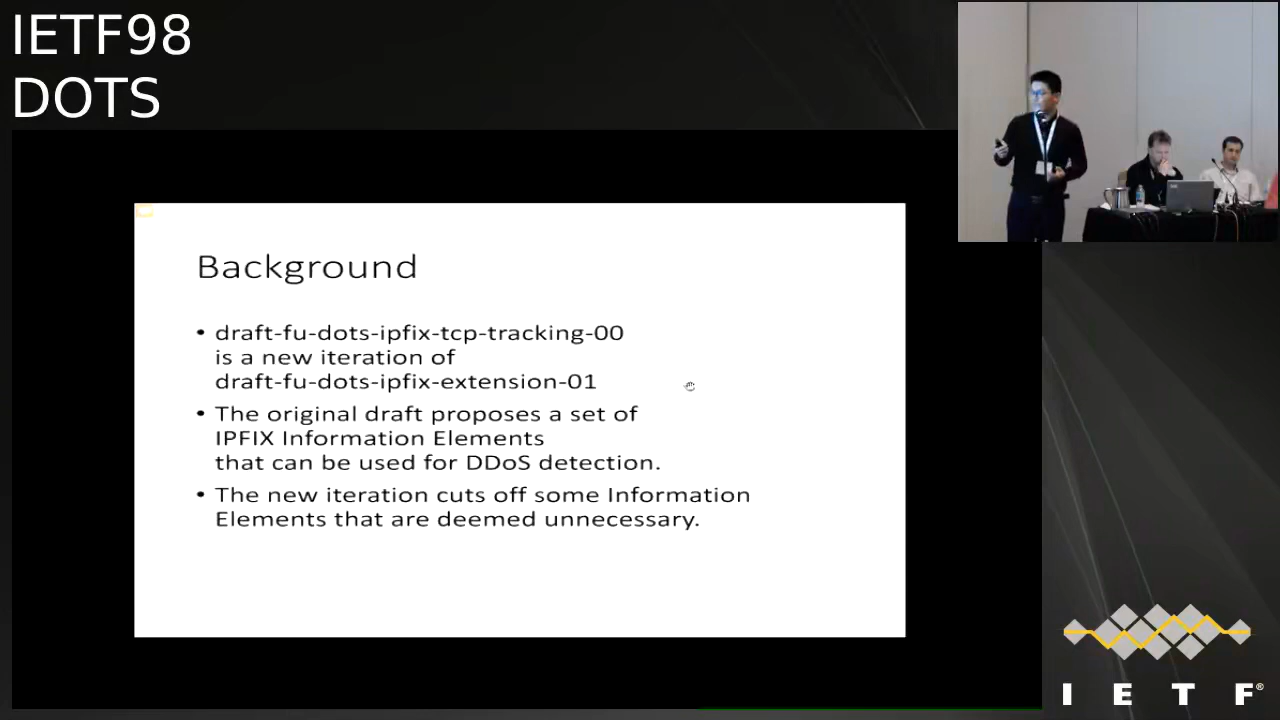 IETF98
DOTS
Background
• draft-fu-dots-ipfix-tcp-tracking-00
is a new iteration of
draft-fu-dots-ipfix-extension-01
• The original draft proposes a set of
IPFIX Information Elements
that can be used for DDoS detection.
• The new iteration cuts off some Information
Elements that are deemed unnecessary.
I E T F®